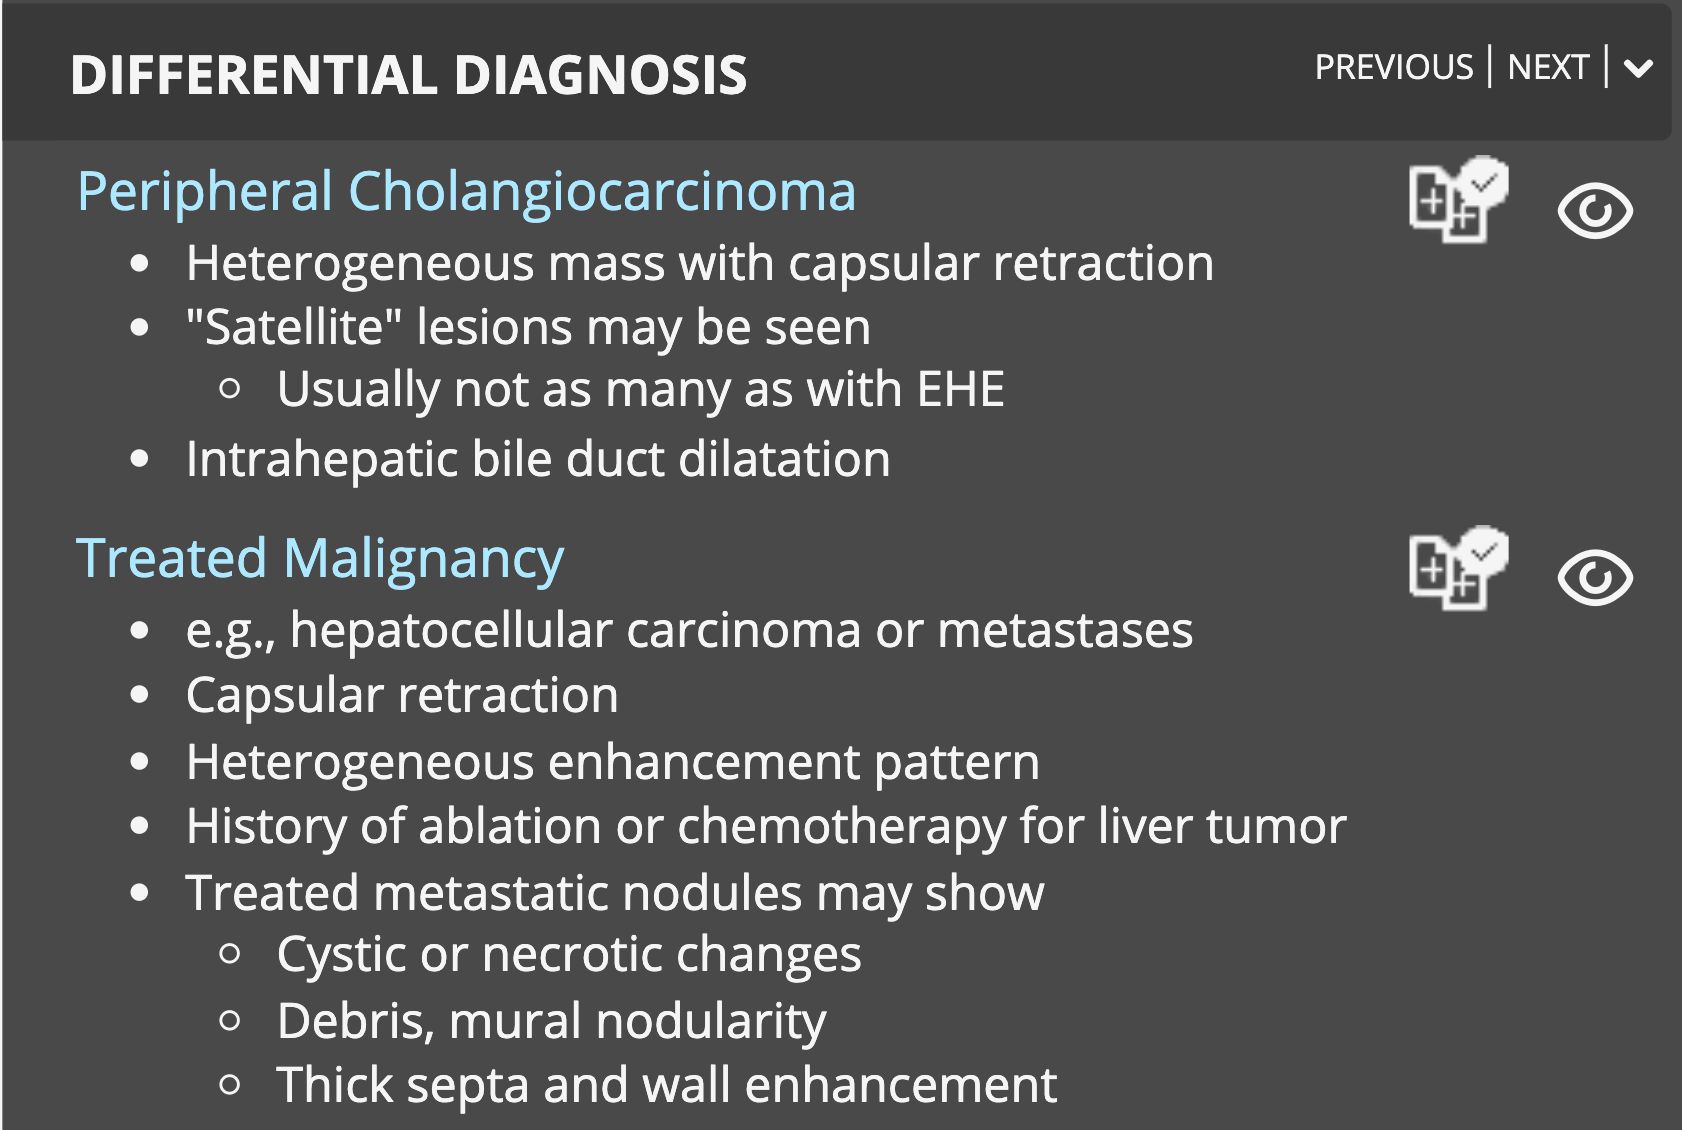 DIFFERENTIAL DIAGNOSIS
PREVIOUS | NEXT |
Peripheral Cholangiocarcinoma
• Heterogeneous mass with capsular retraction
• "Satellite" lesions may be seen
○ Usually not as many as with EHE
• Intrahepatic bile duct dilatation
Treated Malignancy
• e.g., hepatocellular carcinoma or metastases
• Capsular retraction
• Heterogeneous enhancement pattern
• History of ablation or chemotherapy for liver tumor
• Treated metastatic nodules may show
○ Cystic or necrotic changes
○ Debris, mural nodularity
○ Thick septa and wall enhancement